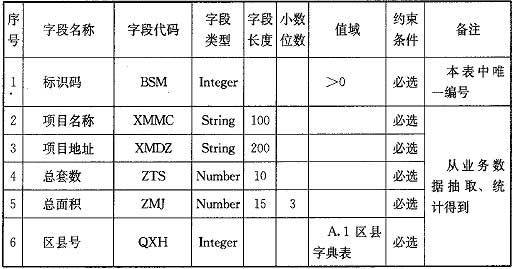 序号 字段名称 字段代码 字段类型 字段长度 小数位数 值域 约束条件 备注
1 标识码 BSM Integer >0 必选 本表中唯一编号
2 项目名称 XMMC String 100 必选 从业务数据抽取、统计得到
3 项目地址 XMDZ String 200 必选
4 总套数 ZTS Number 10 必选
5 总面积 ZMJ Number 15 3 必选
6 区县号 QXH Integer A.1 区县字典表 必选